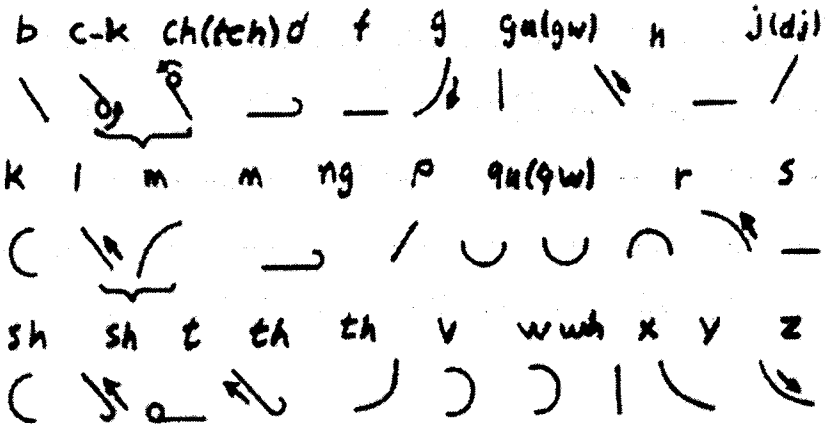 b c-k ch(tch) d f g gu(gw) h j(dj)
k l m m ng p qu(qw) r s
sh sh t th th v w wh x y z